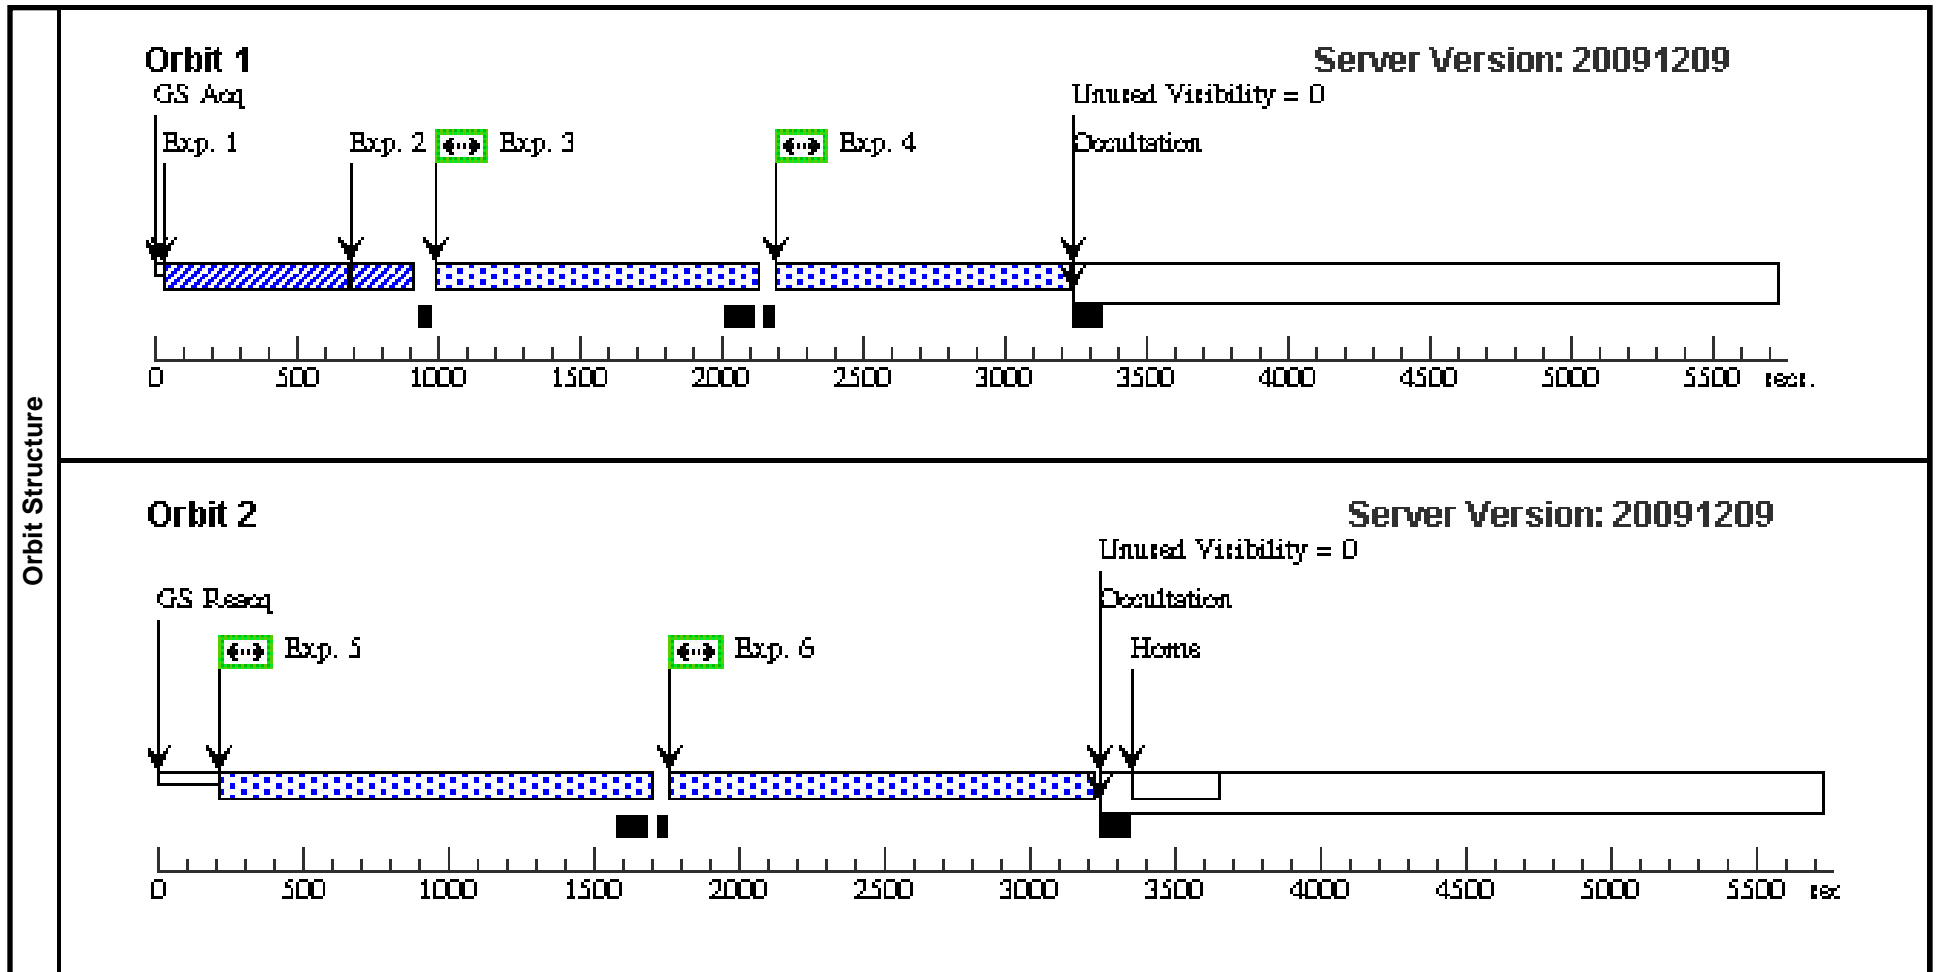 Orbit Structure
Orbit 1
Server Version: 20091209
GS Acq
Unused Visibility = 0
Exp. 1
Exp. 2
Exp. 3
Exp. 4
Occultation
0 500 1000 1500 2000 2500 3000 3500 4000 4500 5000 5500 secs.
Orbit 2
Server Version: 20091209
Unused Visibility = 0
GS Reacq
Occultation
Exp. 5
Exp. 6
Home
0 500 1000 1500 2000 2500 3000 3500 4000 4500 5000 5500 sec